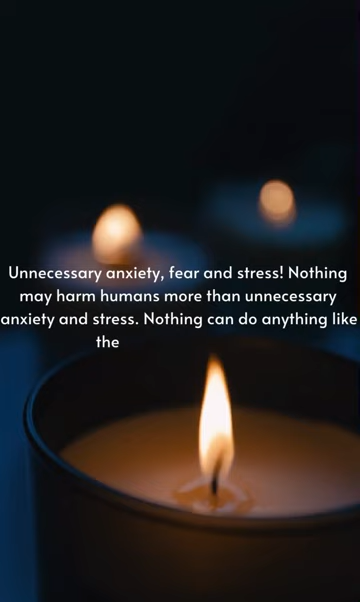 Unnecessary anxiety, fear and stress! Nothing
may harm humans more than unnecessary
anxiety and stress. Nothing can do anything like
the